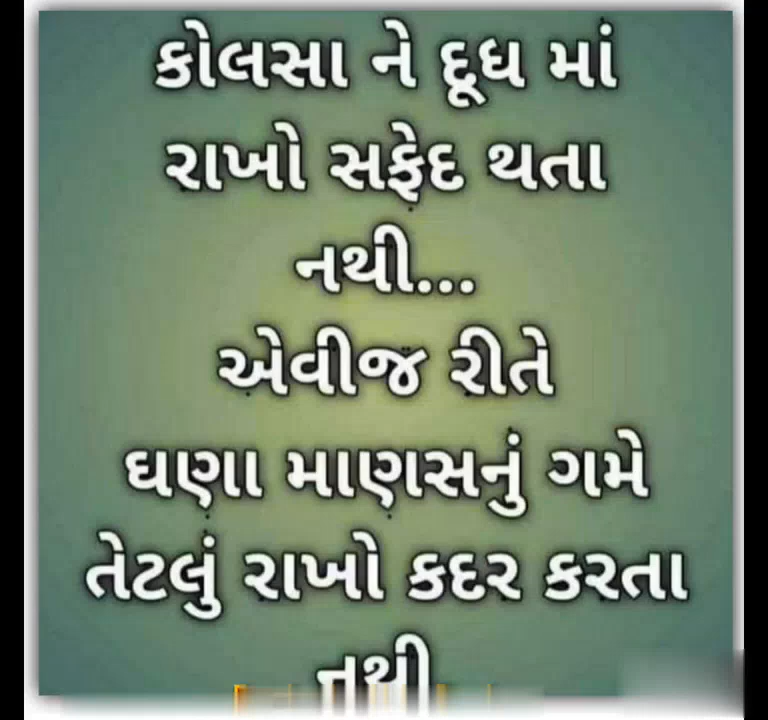 કોલસા ને દૂધ માં
રાખો સફેદ થતા
નથી...
એવીજ રીતે
ઘણા માણસનું ગમે
તેટલું રાખો કદર કરતા
નથી